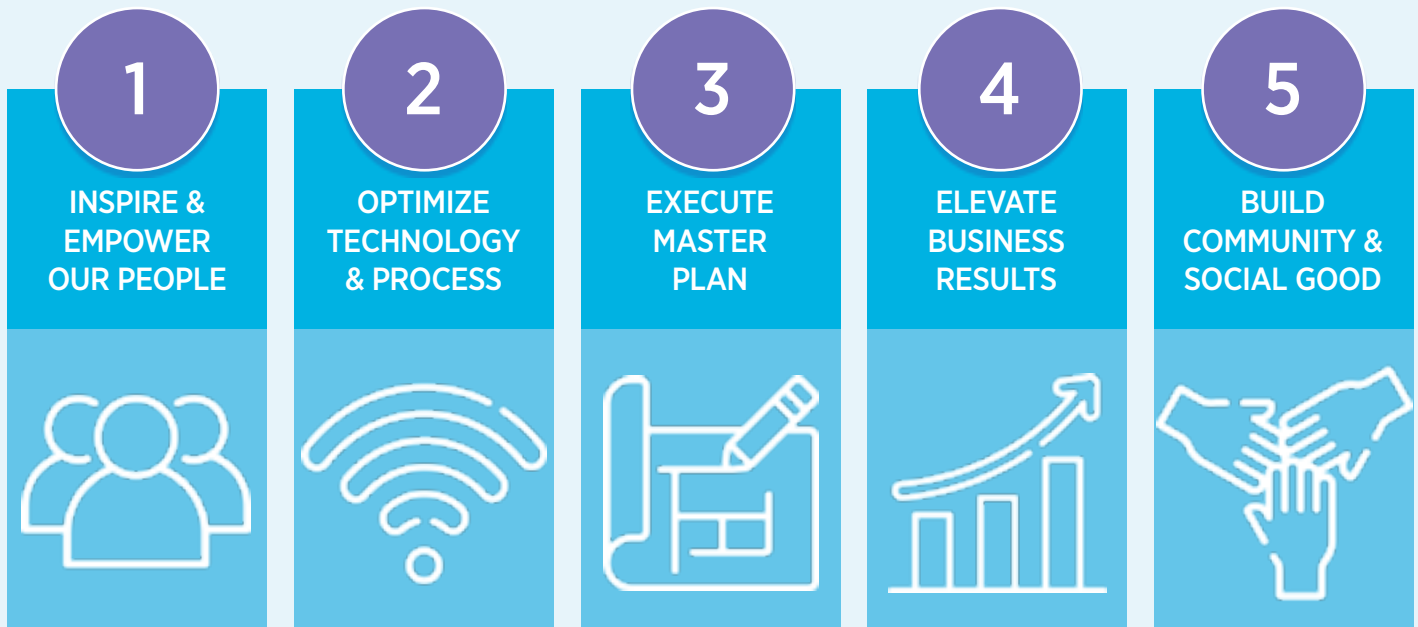 1
INSPIRE &
EMPOWER
OUR PEOPLE
2
OPTIMIZE
TECHNOLOGY
& PROCESS
3
EXECUTE
MASTER
PLAN
4
ELEVATE
BUSINESS
RESULTS
5
BUILD
COMMUNITY &
SOCIAL GOOD